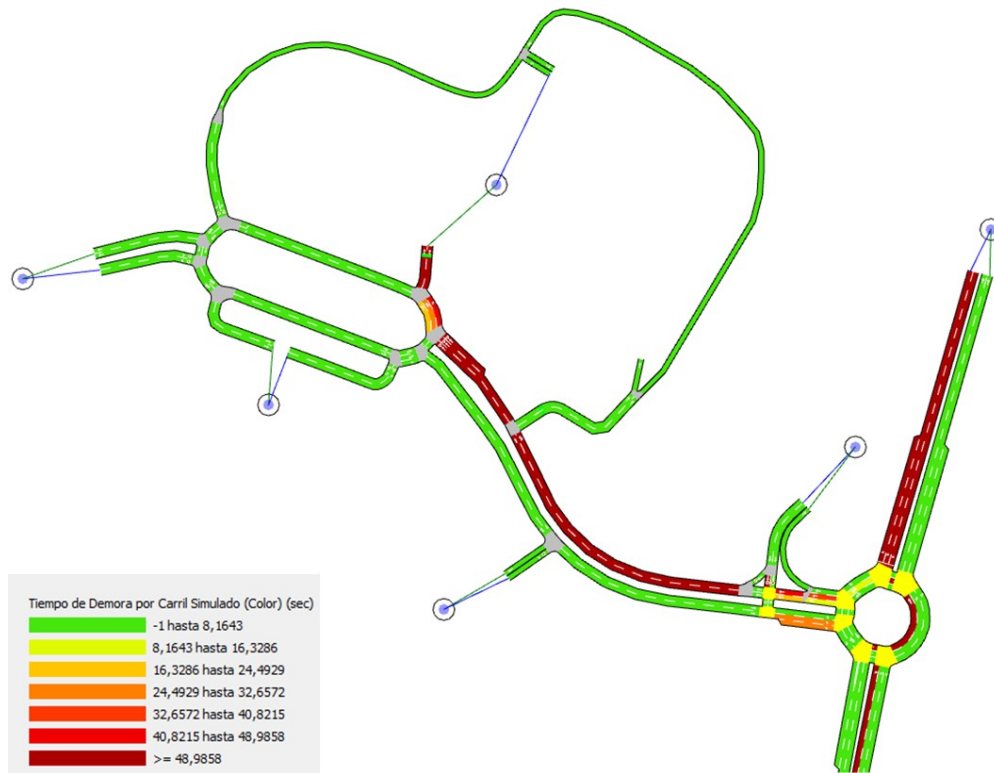 Tiempo de Demora por Carril Simulado (Color) (sec)
-1 hasta 8,1643
8,1643 hasta 16,3286
16,3286 hasta 24,4929
24,4929 hasta 32,6572
32,6572 hasta 40,8215
40,8215 hasta 48,9858
>= 48,9858